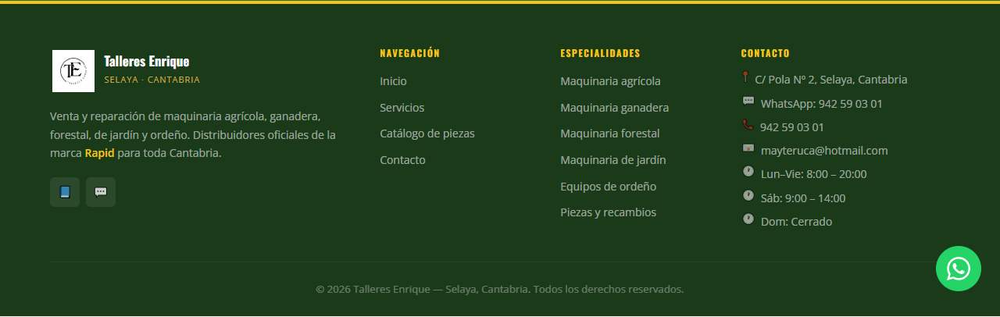 TE
Talleres Enrique
SELAYA · CANTABRIA
Venta y reparación de maquinaria agrícola, ganadera,
forestal, de jardín y ordeño. Distribuidores oficiales de la
marca Rapid para toda Cantabria.
NAVEGACIÓN
Inicio
Servicios
Catálogo de piezas
Contacto
ESPECIALIDADES
Maquinaria agrícola
Maquinaria ganadera
Maquinaria forestal
Maquinaria de jardín
Equipos de ordeño
Piezas y recambios
CONTACTO
C/ Pola Nº 2, Selaya, Cantabria
WhatsApp: 942 59 03 01
942 59 03 01
mayteruca@hotmail.com
Lun–Vie: 8:00 – 20:00
Sáb: 9:00 – 14:00
Dom: Cerrado
© 2026 Talleres Enrique — Selaya, Cantabria. Todos los derechos reservados.